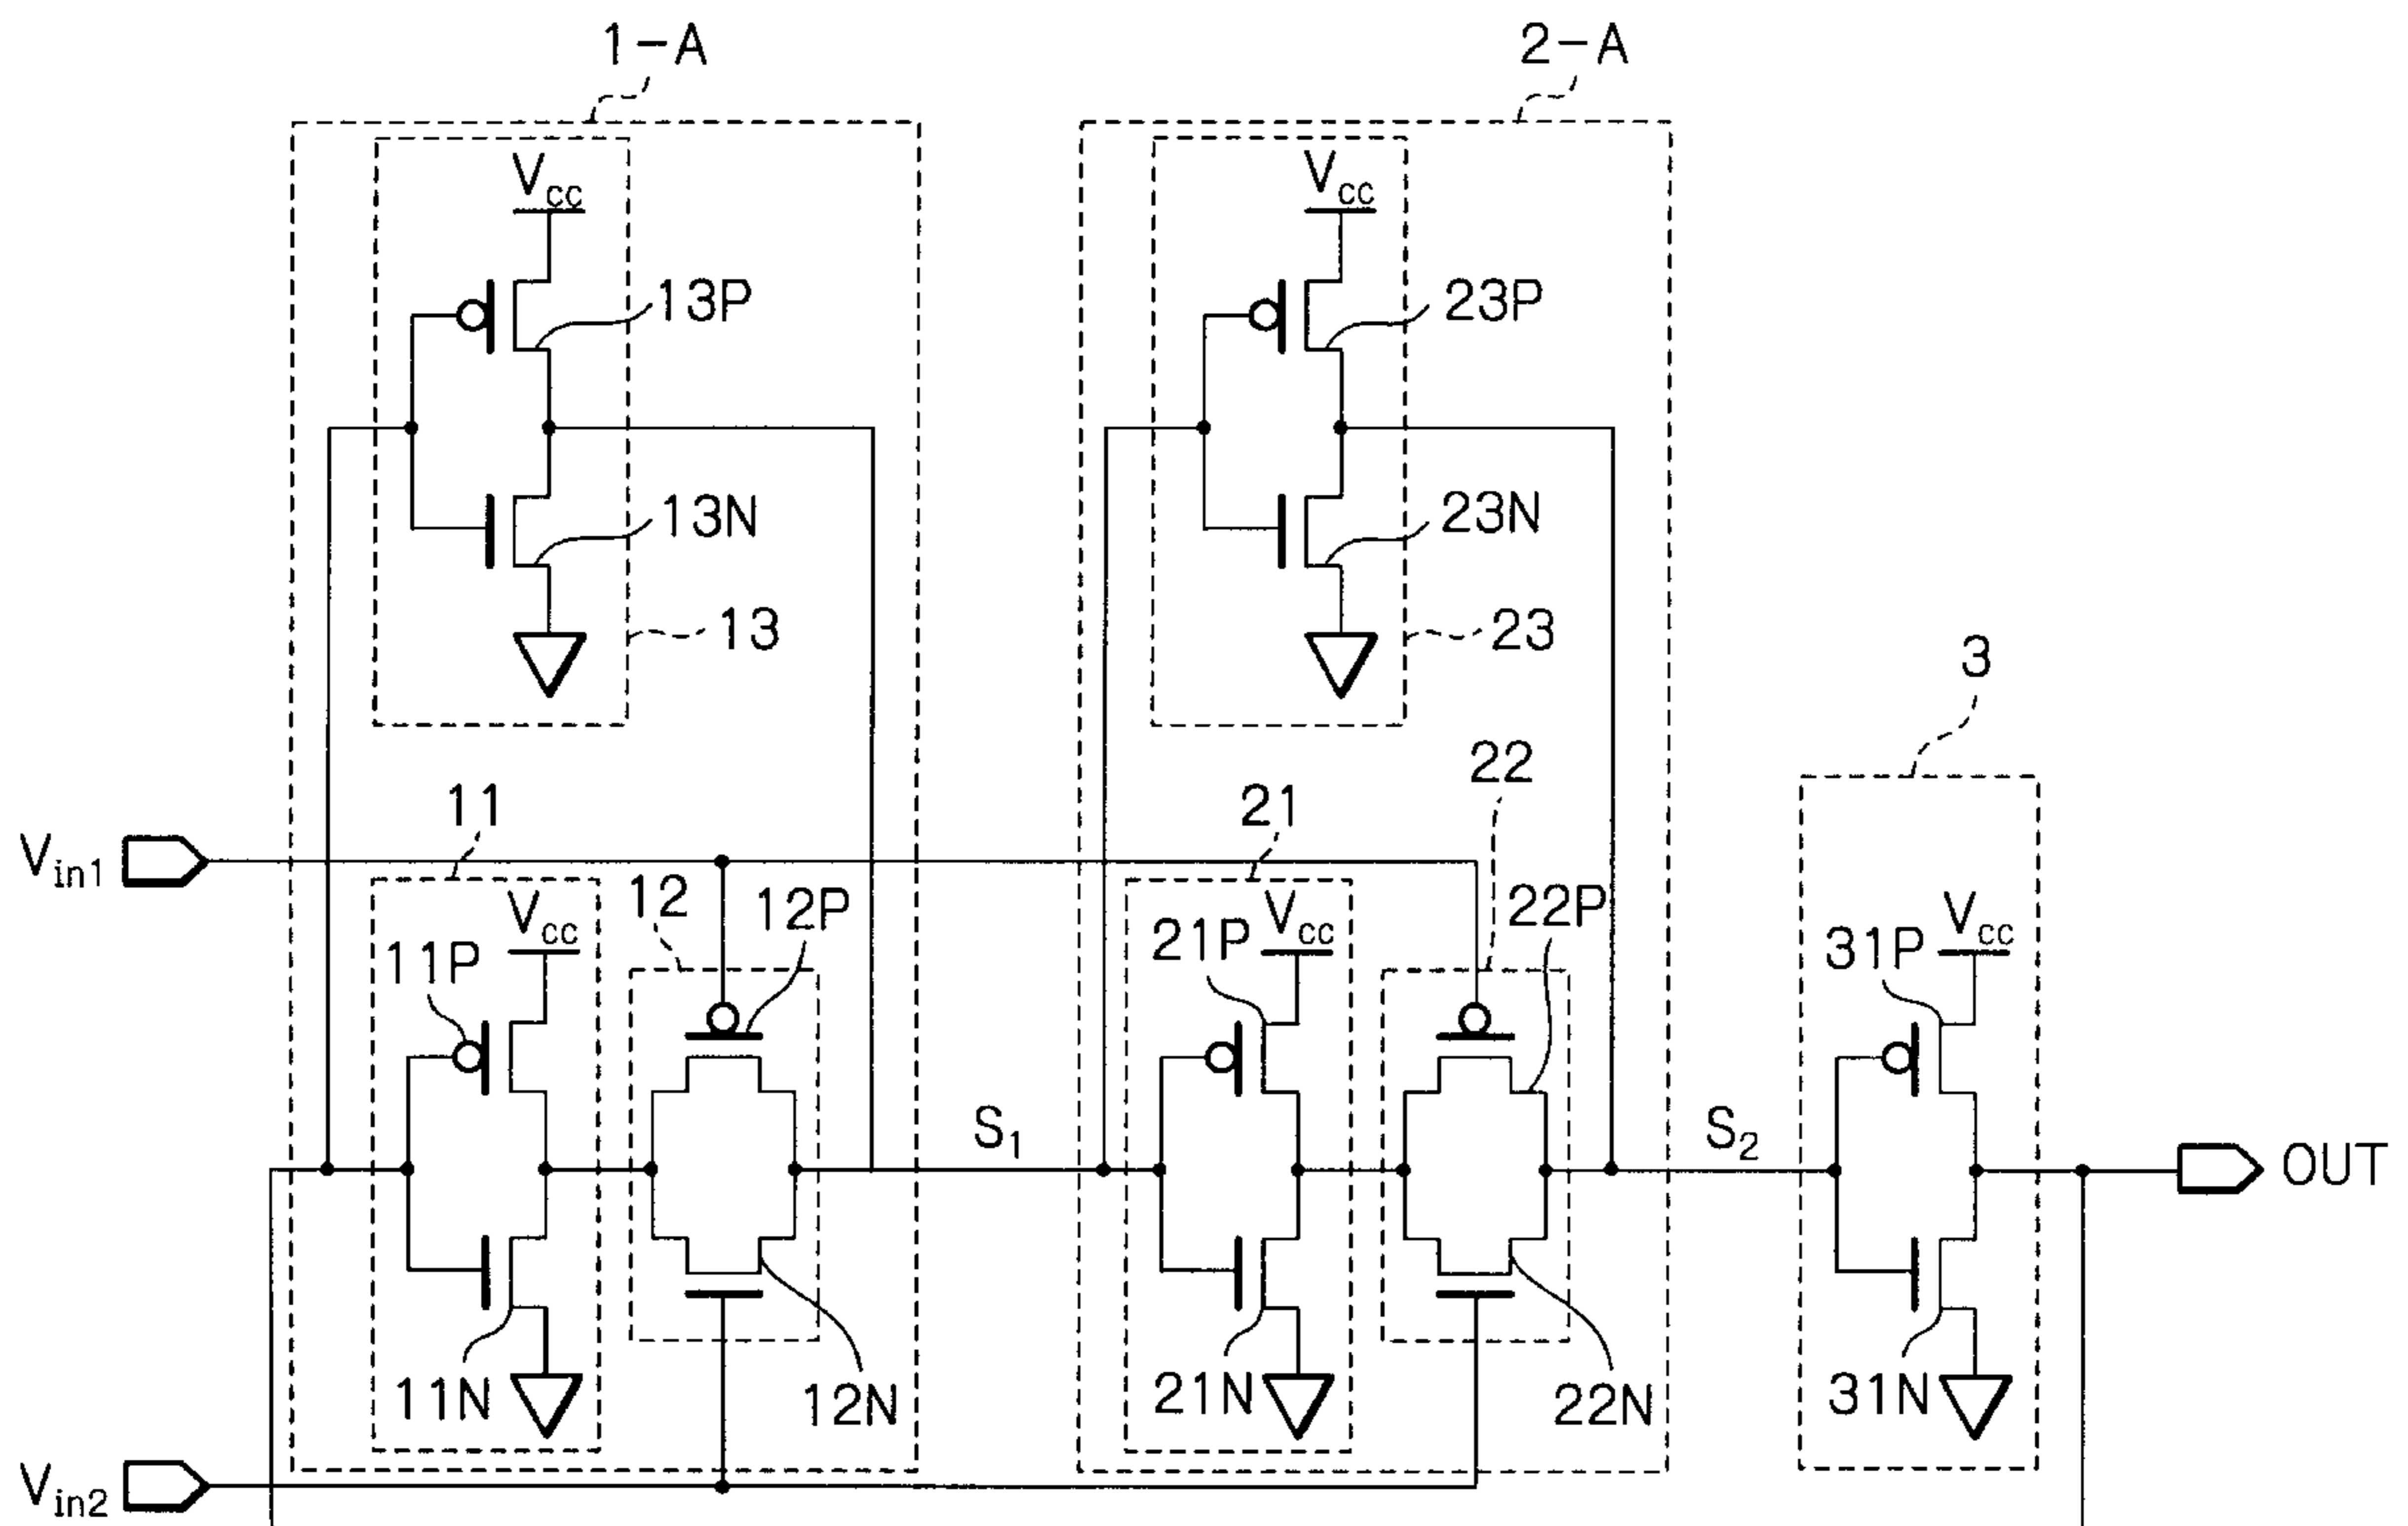 1-A
2-A
Vcc
Vcc
13P
23P
13N
23N
13
23
3
22
11
21
Vin1
12
12P
22P
Vcc
Vcc
Vcc
11P
21P
31P
S1
S2
OUT
11N
12N
21N
22N
31N
Vin2